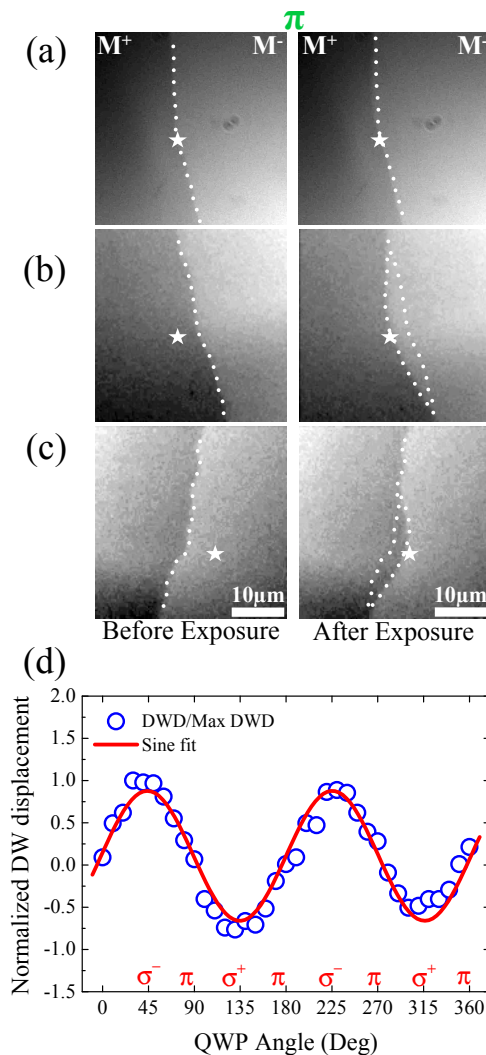 π
(a)
M⁺ M⁻ M⁺ M⁻
(b)
(c)
10µm 10µm
Before Exposure After Exposure
(d)
Normalized DW displacement
2.0
1.5
1.0
0.5
0.0
-0.5
-1.0
-1.5
DWD/Max DWD
Sine fit
σ⁻ π σ⁺ π σ⁻ π σ⁺ π
0 45 90 135 180 225 270 315 360
QWP Angle (Deg)